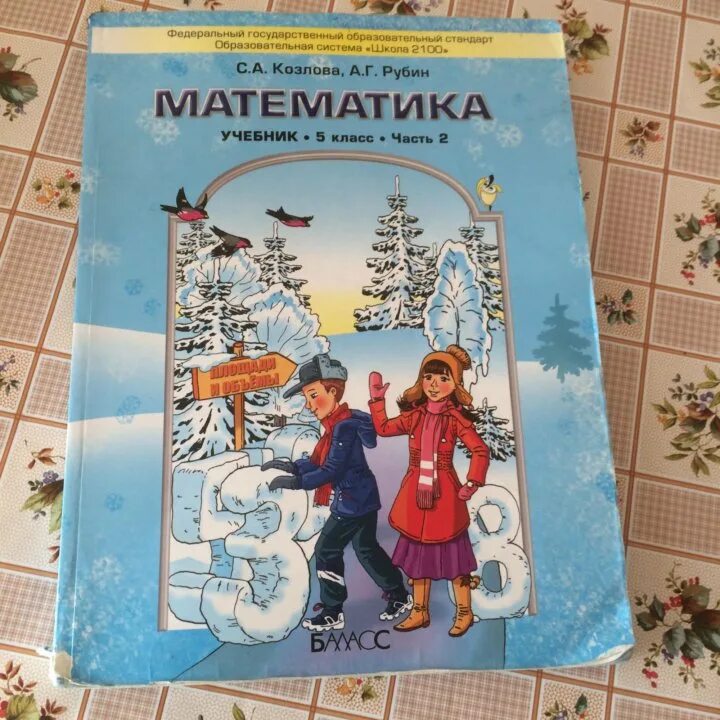 Федеральный государственный образовательный стандарт
Образовательная система «Школа 2100»
С.А. Козлова, А.Г. Рубин
МАТЕМАТИКА
УЧЕБНИК • 5 класс • Часть 2
ПЛОЩАДИ
И ОБЪЁМЫ
БАЛАСС